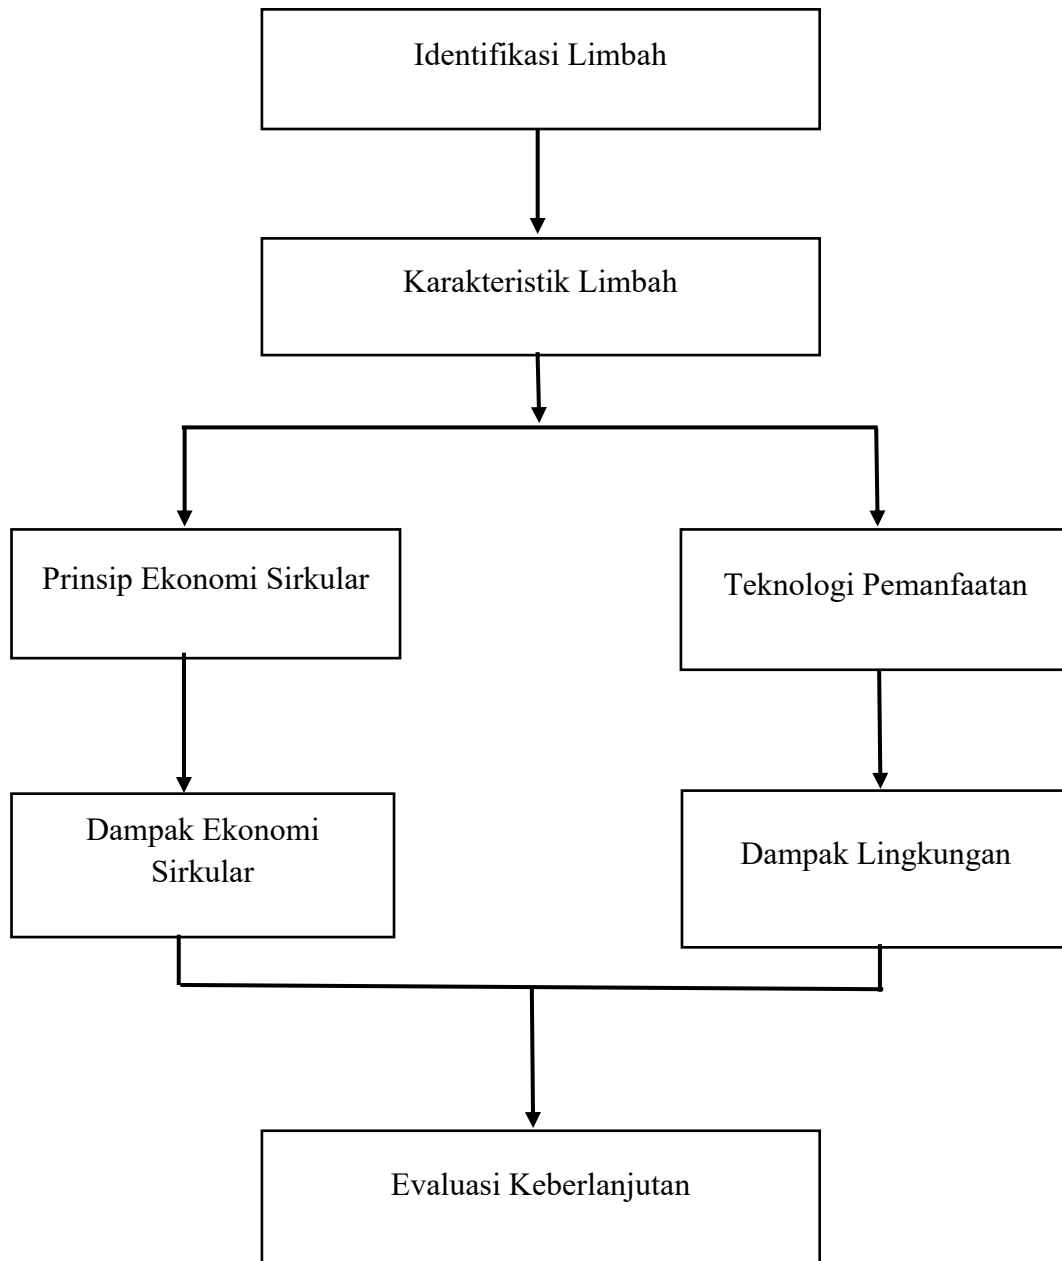 Identifikasi Limbah
Karakteristik Limbah
Prinsip Ekonomi Sirkular
Teknologi Pemanfaatan
Dampak Ekonomi
Sirkular
Dampak Lingkungan
Evaluasi Keberlanjutan